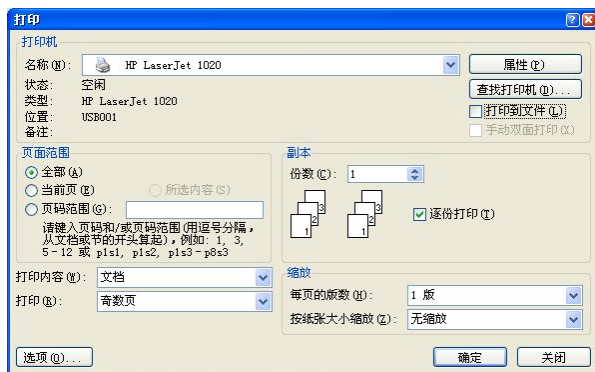 打印
打印机
名称(N): HP LaserJet 1020 属性(P)
状态: 空闲 查找打印机(D)...
类型: HP LaserJet 1020
位置: USB001 打印到文件(L)
备注: 手动双面打印(X)
页面范围
全部(A)
当前页(E) 所选内容(S)
页码范围(G):
请键入页码和/或页码范围(用逗号分隔，
从文档或节的开头算起)，例如: 1, 3,
5-12 或 p1s1, p1s2, p1s3-p8s3
副本
份数(C): 1
3 3
2 2
1 1
逐份打印(T)
打印内容(W): 文档
打印(R): 奇数页
缩放
每页的版数(H): 1 版
按纸张大小缩放(Z): 无缩放
选项(O)... 确定 关闭